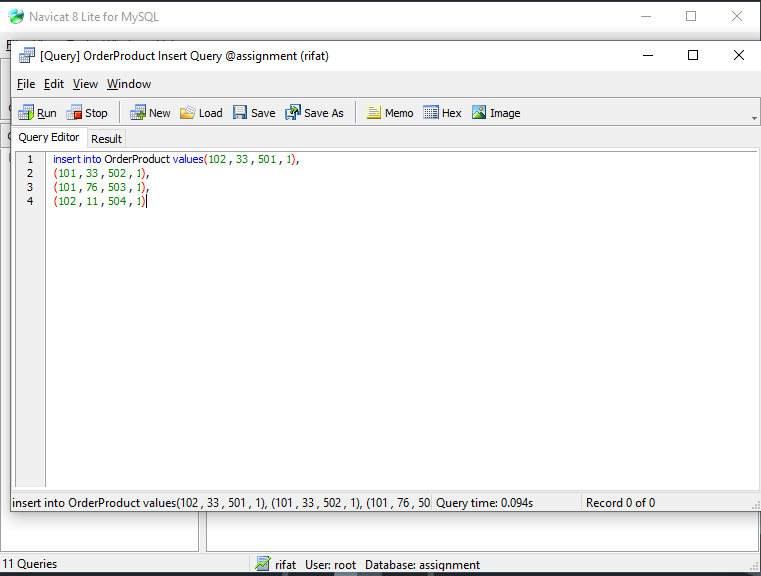 Navicat 8 Lite for MySQL
[Query] OrderProduct Insert Query @assignment (rifat)
File Edit View Window
Run Stop New Load Save Save As Memo Hex Image
Query Editor Result
1 insert into OrderProduct values(102 , 33 , 501 , 1),
2 (101 , 33 , 502 , 1),
3 (101 , 76 , 503 , 1),
4 (102 , 11 , 504 , 1)
insert into OrderProduct values(102 , 33 , 501 , 1), (101 , 33 , 502 , 1), (101 , 76 , 50 Query time: 0.094s Record 0 of 0
11 Queries rifat User: root Database: assignment